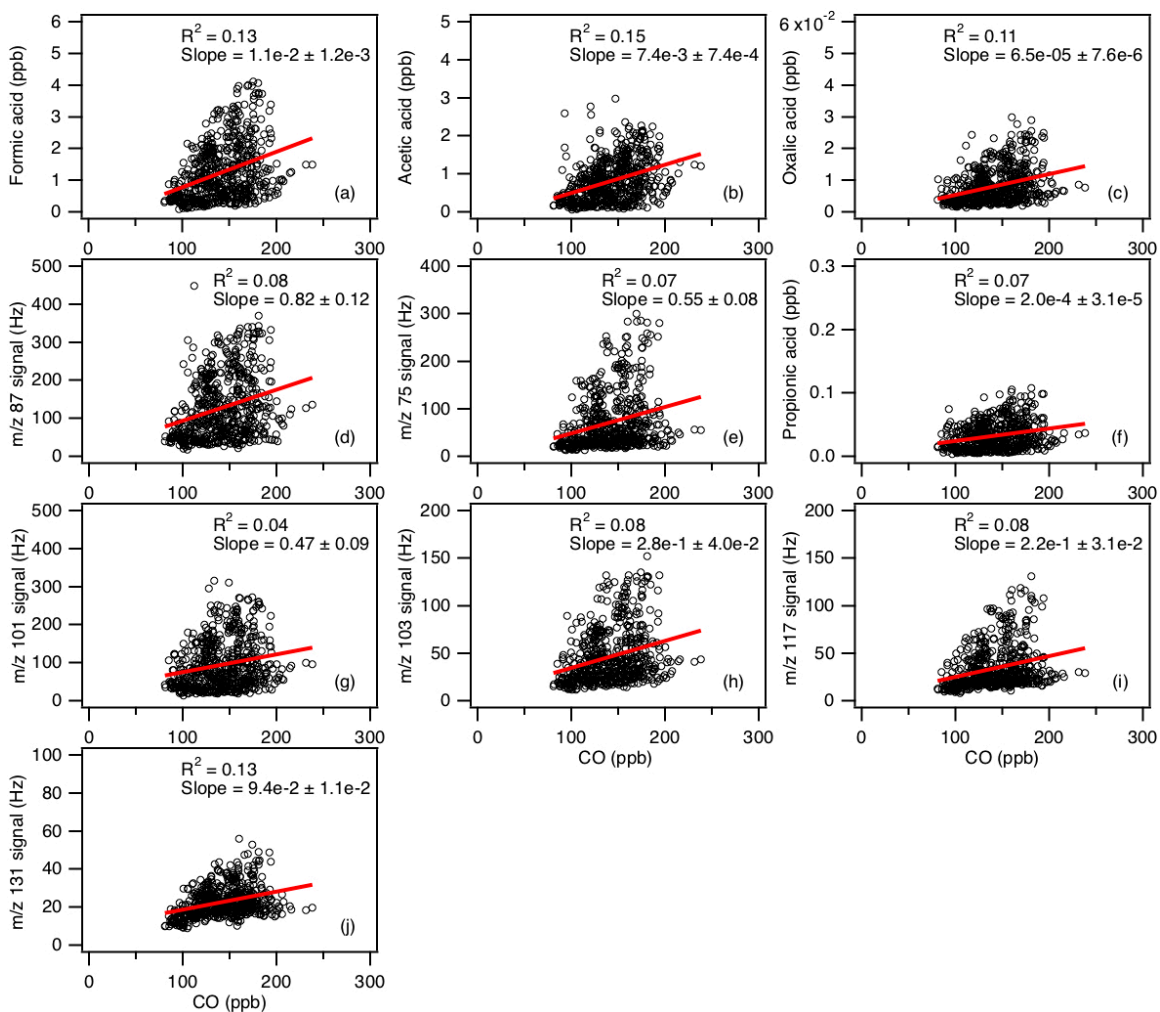 Formic acid (ppb)
6
5
4
3
2
1
0
R² = 0.13
Slope = 1.1e-2 ± 1.2e-3
(a)
0
100
200
300
Acetic acid (ppb)
5
4
3
2
1
0
R² = 0.15
Slope = 7.4e-3 ± 7.4e-4
(b)
0
100
200
300
Oxalic acid (ppb)
6 x10⁻²
5
4
3
2
1
0
R² = 0.11
Slope = 6.5e-05 ± 7.6e-6
(c)
0
100
200
300
m/z 87 signal (Hz)
500
400
300
200
100
0
R² = 0.08
Slope = 0.82 ± 0.12
(d)
0
100
200
300
m/z 75 signal (Hz)
400
300
200
100
0
R² = 0.07
Slope = 0.55 ± 0.08
(e)
0
100
200
300
Propionic acid (ppb)
0.3
0.2
0.1
0.0
R² = 0.07
Slope = 2.0e-4 ± 3.1e-5
(f)
0
100
200
300
m/z 101 signal (Hz)
500
400
300
200
100
0
R² = 0.04
Slope = 0.47 ± 0.09
(g)
0
100
200
300
m/z 103 signal (Hz)
200
150
100
50
0
R² = 0.08
Slope = 2.8e-1 ± 4.0e-2
(h)
0
100
200
300
CO (ppb)
m/z 117 signal (Hz)
200
150
100
50
0
R² = 0.08
Slope = 2.2e-1 ± 3.1e-2
(i)
0
100
200
300
CO (ppb)
m/z 131 signal (Hz)
100
80
60
40
20
0
R² = 0.13
Slope = 9.4e-2 ± 1.1e-2
(j)
0
100
200
300
CO (ppb)